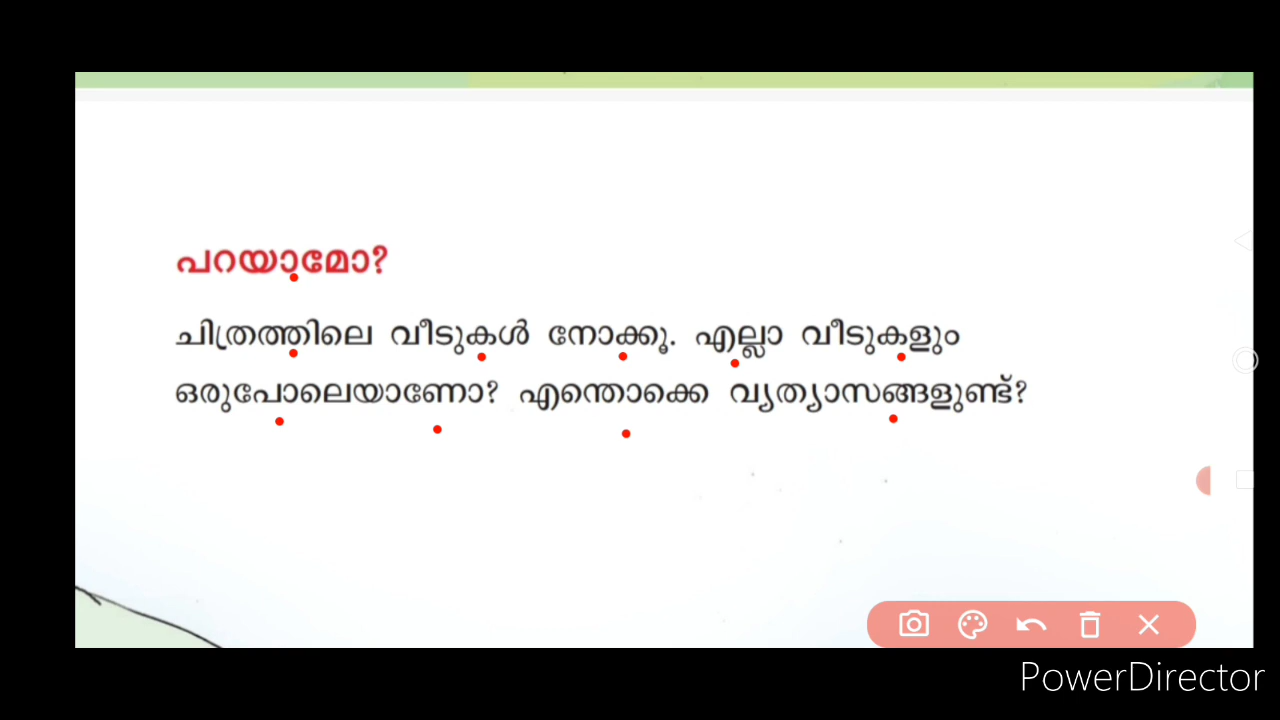 പറയാമോ?
ചിത്രത്തിലെ വീടുകൾ നോക്കൂ. എല്ലാ വീടുകളും
ഒരുപോലെയാണോ? എന്തൊക്കെ വ്യത്യാസങ്ങളുണ്ട്?
PowerDirector